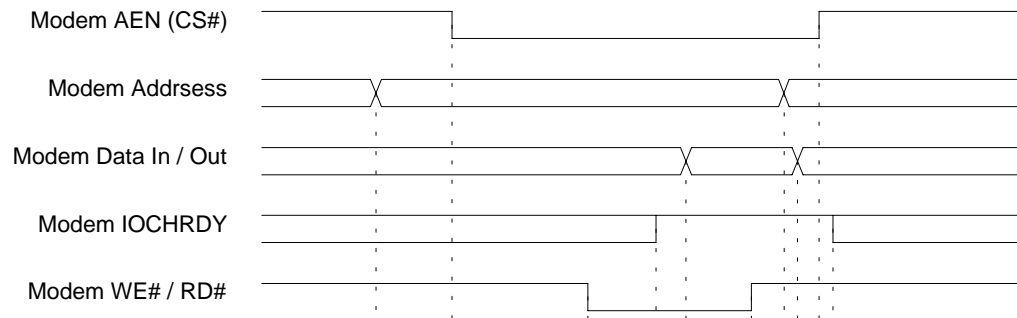 Modem AEN (CS#)
Modem Addrsess
Modem Data In / Out
Modem IOCHRDY
Modem WE# / RD#